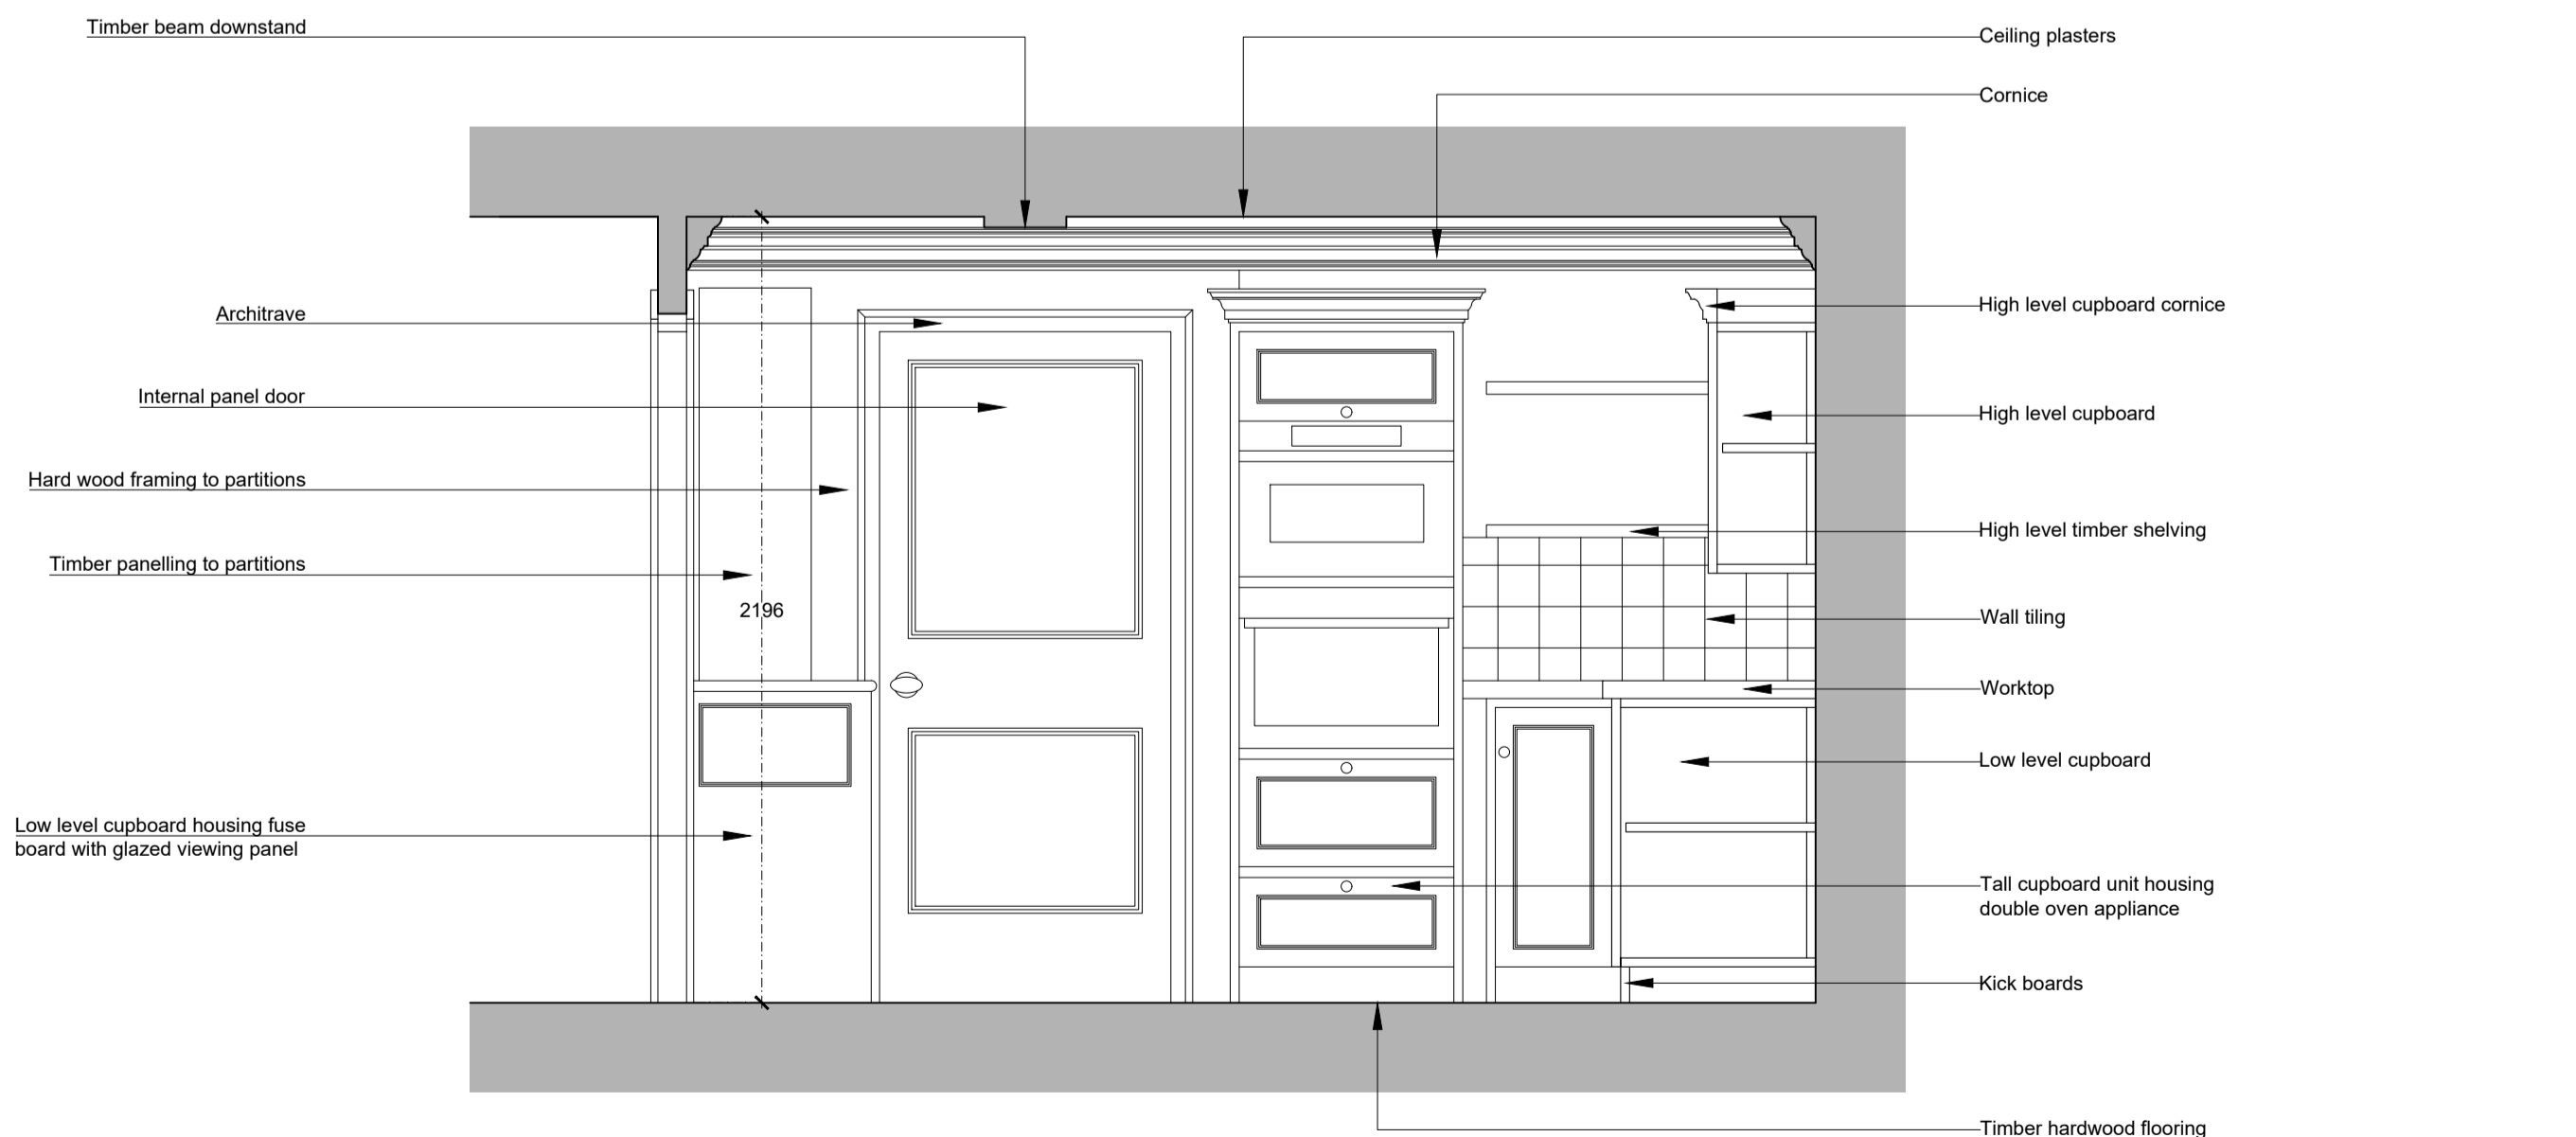 Timber beam downstand
Ceiling plasters
Cornice
High level cupboard cornice
Architrave
Internal panel door
High level cupboard
Hard wood framing to partitions
High level timber shelving
Timber panelling to partitions
2196
Wall tiling
Worktop
Low level cupboard
Low level cupboard housing fuse
board with glazed viewing panel
Tall cupboard unit housing
double oven appliance
Kick boards
Timber hardwood flooring